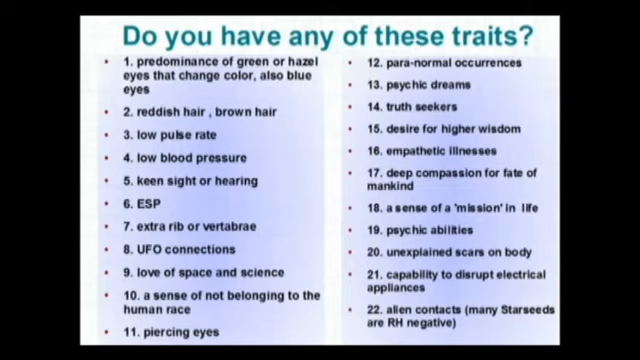 Do you have any of these traits?
• 1. predominance of green or hazel
eyes that change color, also blue
eyes
• 2. reddish hair , brown hair
• 3. low pulse rate
• 4. low blood pressure
• 5. keen sight or hearing
• 6. ESP
• 7. extra rib or vertabrae
• 8. UFO connections
• 9. love of space and science
• 10. a sense of not belonging to the
human race
• 11. piercing eyes
• 12. para-normal occurrences
• 13. psychic dreams
• 14. truth seekers
• 15. desire for higher wisdom
• 16. empathetic illnesses
• 17. deep compassion for fate of
mankind
• 18. a sense of a 'mission' in life
• 19. psychic abilities
• 20. unexplained scars on body
• 21. capability to disrupt electrical
appliances
• 22. alien contacts (many Starseeds
are RH negative)